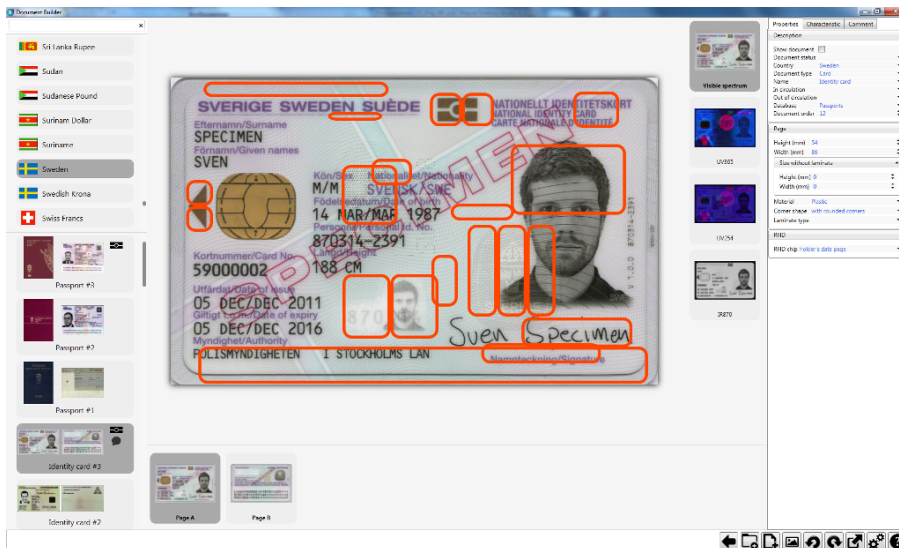 Document Builder
Sri Lanka Rupee
Sudan
Sudanese Pound
Surinam Dollar
Suriname
Sweden
Swedish Krona
Swiss Francs
Passport #3
Passport #2
Passport #1
Identity card #3
Identity card #2
SVERIGE SWEDEN SUÈDE
NATIONELLT IDENTITETSKORT
NATIONAL IDENTITY CARD
CARTE NATIONALE D'IDENTITÉ
Efternamn/Surname
SPECIMEN
Förnamn/Given names
SVEN
Kön/Sex Nationalitet/Nationality
M/M SVENSK/SWE
Födelsedatum/Date of birth
14 MAR/MAR 1987
Personnr/Personal Id. No.
870314-2391
Kortnummer/Card No. Längd/Height
59000002 188 CM
Utfärdat/Date of issue
05 DEC/DEC 2011
Giltigt t.o.m./Date of expiry
05 DEC/DEC 2016
Myndighet/Authority
POLISMYNDIGHETEN I STOCKHOLMS LÄN
SPECIMEN
870314-2391
V 1.0.0
Sven Specimen
Namnteckning/Signature
Page A
Page B
Visible spectrum
UV365
UV254
IR870
Properties Characteristic Comment
Description
Show document
Document status
Country Sweden
Document type Card
Name Identity card
In circulation
Out of circulation
Database Passports
Document order 32
Page
Height (mm) 54
Width (mm) 86
Size without laminate
Height (mm) 0
Width (mm) 0
Material Plastic
Corner shape with rounded corners
Laminate type
RFID
RFID chip Holder's data page